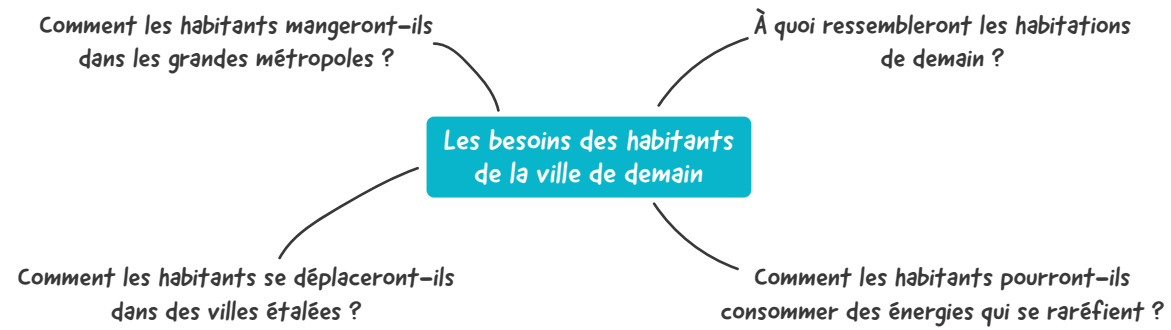 Comment les habitants mangeront-ils
dans les grandes métropoles ?
À quoi ressembleront les habitations
de demain ?
Les besoins des habitants
de la ville de demain
Comment les habitants se déplaceront-ils
dans des villes étalées ?
Comment les habitants pourront-ils
consommer des énergies qui se raréfient ?